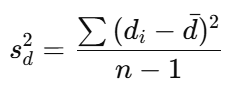 s_d^2 = \frac{\sum (d_i - \bar{d})^2}{n - 1}